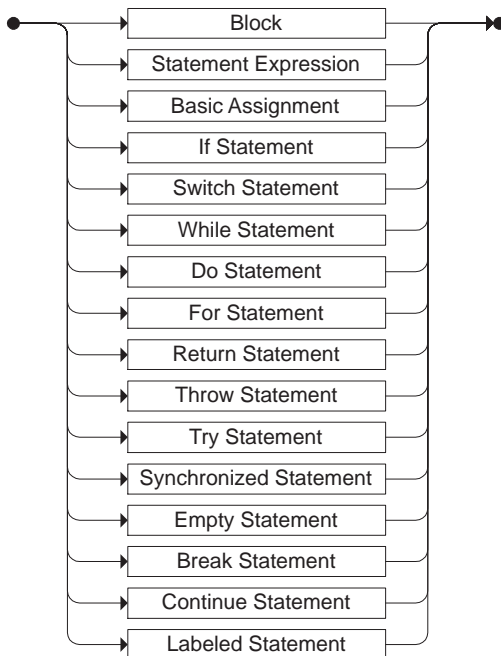 Block
Statement Expression
Basic Assignment
If Statement
Switch Statement
While Statement
Do Statement
For Statement
Return Statement
Throw Statement
Try Statement
Synchronized Statement
Empty Statement
Break Statement
Continue Statement
Labeled Statement